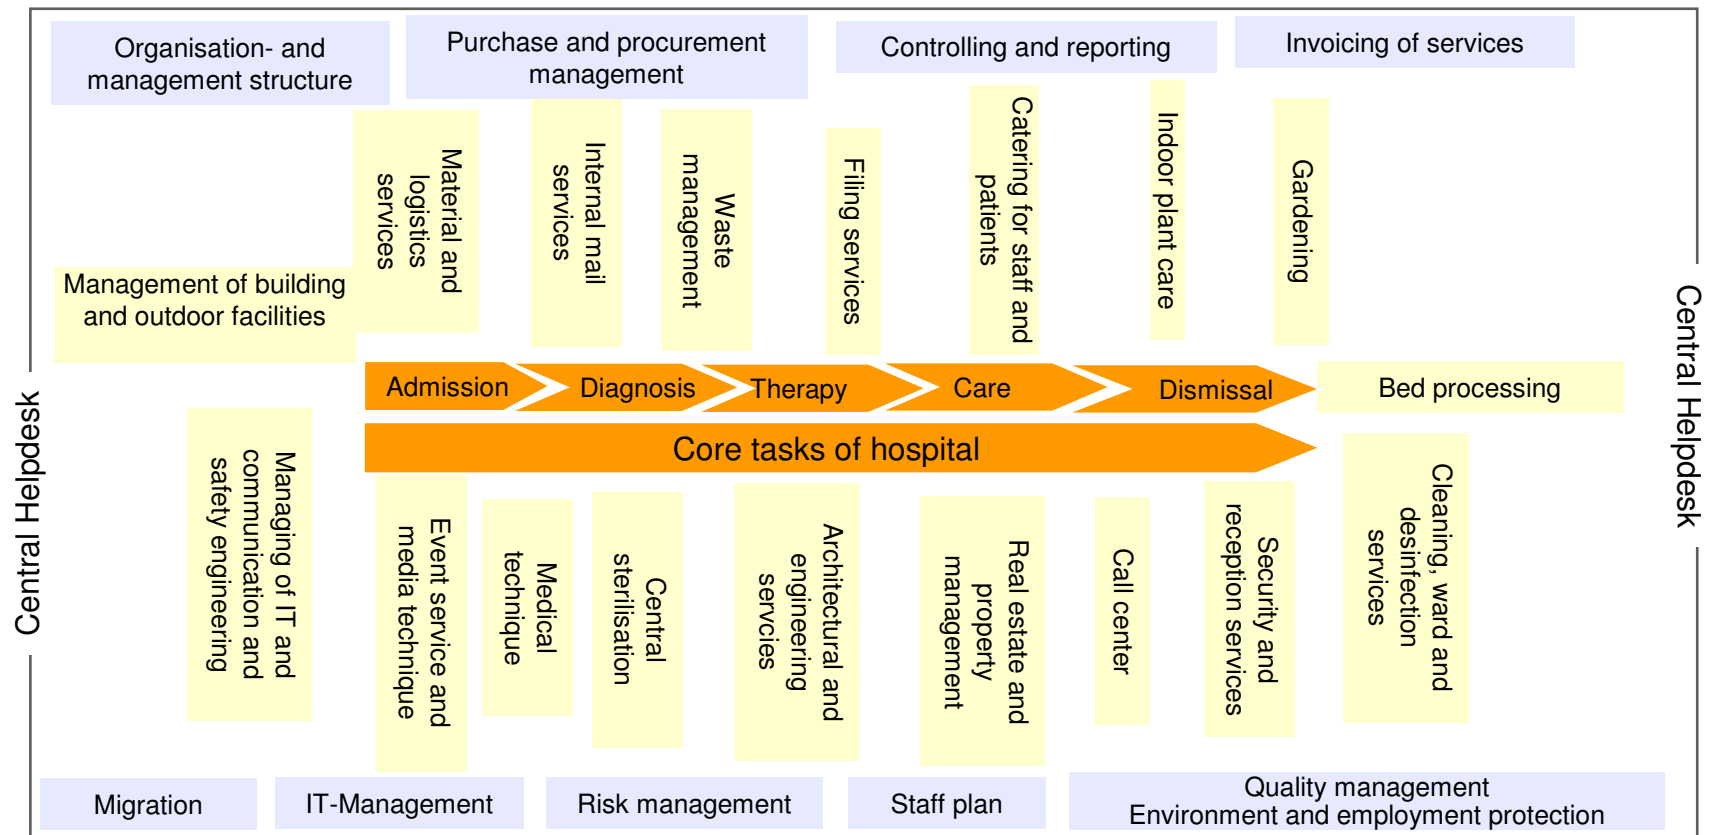 Organisation- and
management structure
Purchase and procurement
management
Controlling and reporting
Invoicing of services
Material and
logistics
services
Internal mail
services
Waste
management
Filing services
Catering for staff and
patients
Indoor plant care
Gardening
Management of building
and outdoor facilities
Admission
Diagnosis
Therapy
Care
Dismissal
Bed processing
Core tasks of hospital
Central Helpdesk
Central Helpdesk
Managing of IT and
communication and
safety engineering
Event service and
media technique
Medical
technique
Central
sterilisation
Architectural and
engineering
servcies
Real estate and
property
management
Call center
Security and
reception services
Cleaning, ward and
desinfection
services
Migration
IT-Management
Risk management
Staff plan
Quality management
Environment and employment protection